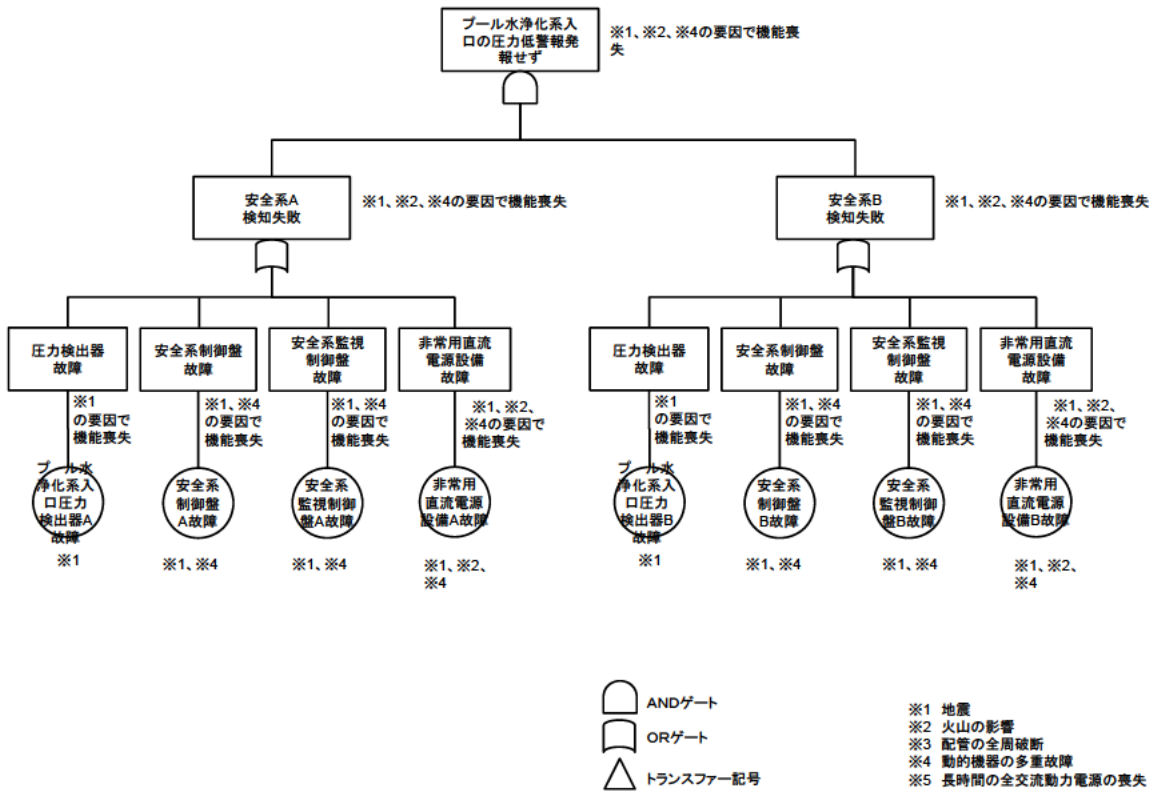 プール水浄化系入
口の圧力低警報発
報せず
※1、※2、※4の要因で機能喪
失
安全系A
検知失敗
※1、※2、※4の要因で機能喪失
安全系B
検知失敗
※1、※2、※4の要因で機能喪失
圧力検出器
故障
安全系制御盤
故障
安全系監視
制御盤
故障
非常用直流
電源設備
故障
圧力検出器
故障
安全系制御盤
故障
安全系監視
制御盤
故障
非常用直流
電源設備
故障
※1
の要因で
機能喪失
※1、※4
の要因で
機能喪失
※1、※4
の要因で
機能喪失
※1、※2、
※4の要因で
機能喪失
※1
の要因で
機能喪失
※1、※4
の要因で
機能喪失
※1、※4
の要因で
機能喪失
※1、※2、
※4の要因で
機能喪失
プール水
浄化系入
口圧力
検出器A
故障
安全系
制御盤
A故障
安全系
監視制御
盤A故障
非常用
直流電源
設備A故障
プール水
浄化系入
口圧力
検出器B
故障
安全系
制御盤
B故障
安全系
監視制御
盤B故障
非常用
直流電源
設備B故障
※1
※1、※4
※1、※4
※1、※2、
※4
※1
※1、※4
※1、※4
※1、※2、
※4
ANDゲート
ORゲート
トランスファー記号
※1 地震
※2 火山の影響
※3 配管の全周破断
※4 動的機器の多重故障
※5 長時間の全交流動力電源の喪失